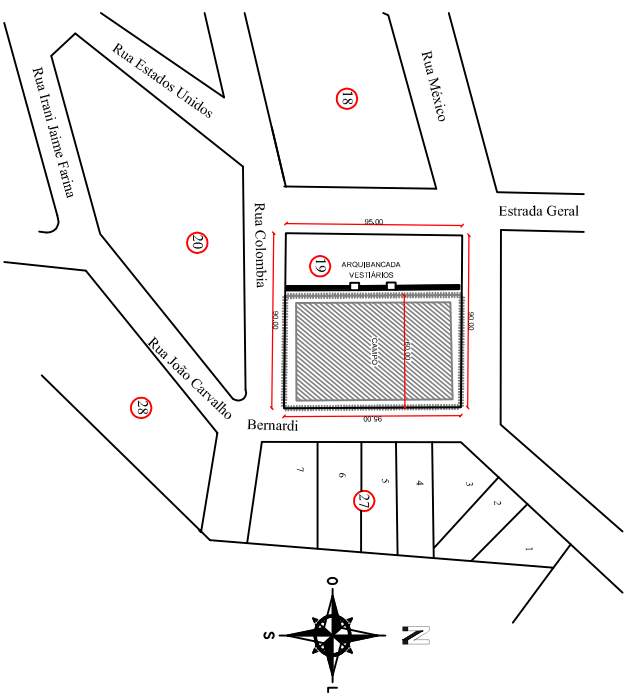 Rua Estados Unidos
Rua México
Rua Irani Jaime Farina
18
Estrada Geral
95.00
Rua Colombia
20
19
ARQUIBANCADA
VESTIÁRIOS
90.00
90.00
CAMPO
60.00
Rua João Carvalho
Bernardi
95.00
28
27
7
6
5
4
3
2
1
O
S
L
N